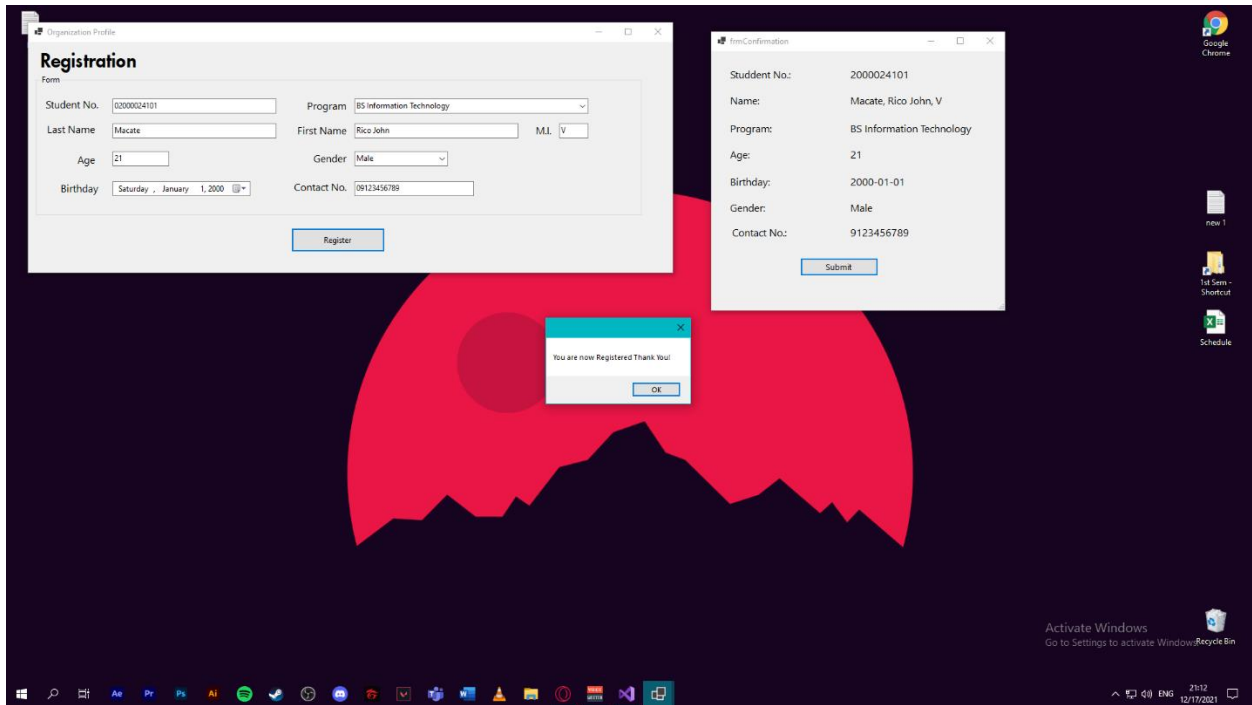 Organization Profile
Registration
Form
Student No. 02000024101 Program BS Information Technology
Last Name Macate First Name Rico John M.I. V
Age 21 Gender Male
Birthday Saturday , January 1, 2000 Contact No. 09123456789
Register
frmConfirmation
Studdent No.: 2000024101
Name: Macate, Rico John, V
Program: BS Information Technology
Age: 21
Birthday: 2000-01-01
Gender: Male
Contact No.: 9123456789
Submit
You are now Registered Thank You!
OK
Google
Chrome
new 1
1st Sem -
Shortcut
Schedule
Activate Windows
Go to Settings to activate Windows
Recycle Bin
Ae Pr Ps Ai
ENG
21:12
12/17/2021